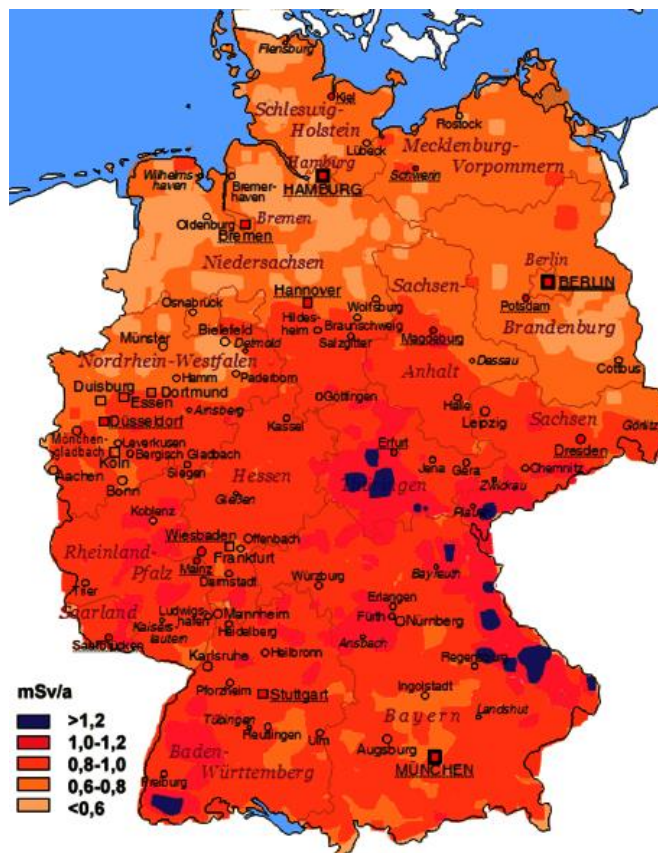 Flensburg
Kiel
Schleswig-
Holstein
Rostock
Lübeck
Mecklenburg-
Vorpommern
Hamburg
HAMBURG
Schwerin
Wilhelms
haven
Bremer-
haven
Oldenburg
Bremen
Bremen
Niedersachsen
Berlin
BERLIN
Hannover
Sachsen-
Potsdam
Osnabrück
Wolfsburg
Hildes-
heim
Braunschweig
Brandenburg
Bielefeld
Salzgitter
Magdeburg
Münster
Detmold
Nordrhein-Westfalen
Anhalt
Dessau
Cottbus
Hamm
Paderborn
Duisburg
Essen
Dortmund
Göttingen
Halle
Düsseldorf
Arnsberg
Kassel
Leipzig
Sachsen
Görlitz
Mönchen-
gladbach
Leverkusen
Köln
Bergisch Gladbach
Erfurt
Dresden
Siegen
Hessen
Jena
Gera
Chemnitz
Aachen
Bonn
Gießen
Thüringen
Zwickau
Koblenz
Plauen
Wiesbaden
Offenbach
Rheinland-
Pfalz
Frankfurt
Mainz
Darmstadt
Würzburg
Bayreuth
Trier
Erlangen
Saarland
Ludwigs-
hafen
Mannheim
Fürth
Nürnberg
Kaisers-
lautern
Heidelberg
Ansbach
Saarbrücken
Karlsruhe
Heilbronn
Regensburg
Pforzheim
Stuttgart
Ingolstadt
Bayern
Landshut
Tübingen
Reutlingen
Ulm
Augsburg
Baden-
Württemberg
MÜNCHEN
Freiburg
mSv/a
>1,2
1,0-1,2
0,8-1,0
0,6-0,8
<0,6